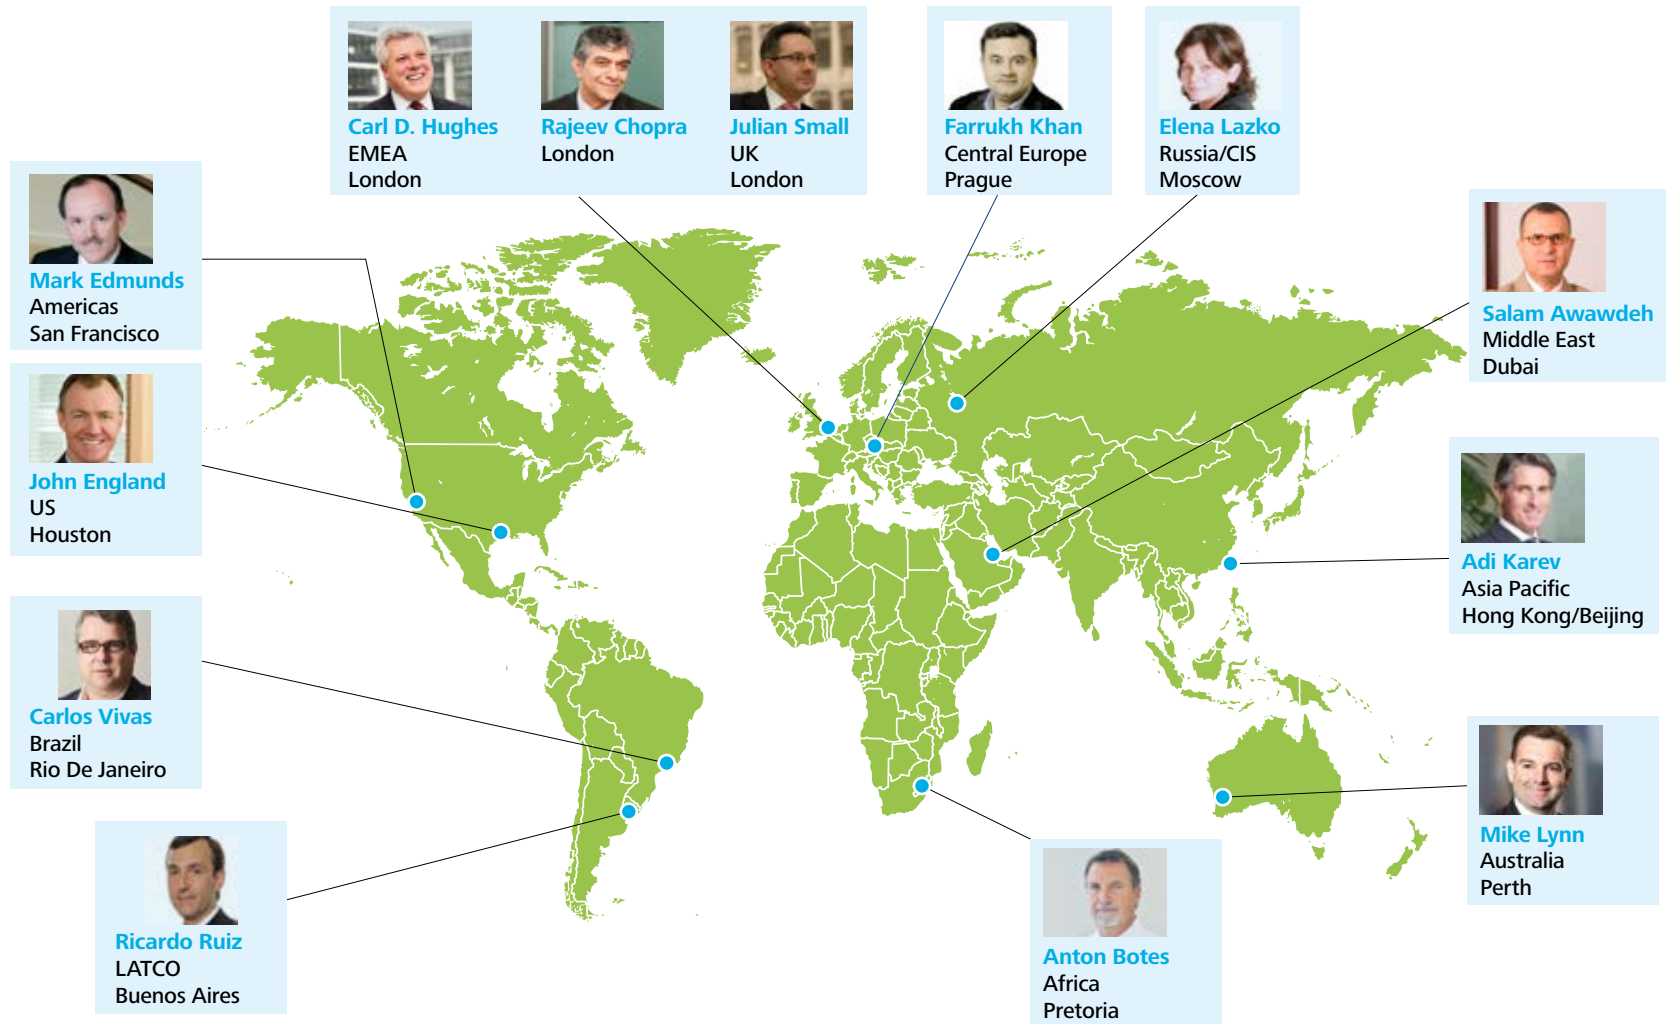 Carl D. Hughes
EMEA
London
Rajeev Chopra
London
Julian Small
UK
London
Farrukh Khan
Central Europe
Prague
Elena Lazko
Russia/CIS
Moscow
Mark Edmunds
Americas
San Francisco
Salam Awawdeh
Middle East
Dubai
John England
US
Houston
Adi Karev
Asia Pacific
Hong Kong/Beijing
Carlos Vivas
Brazil
Rio De Janeiro
Mike Lynn
Australia
Perth
Ricardo Ruiz
LATCO
Buenos Aires
Anton Botes
Africa
Pretoria